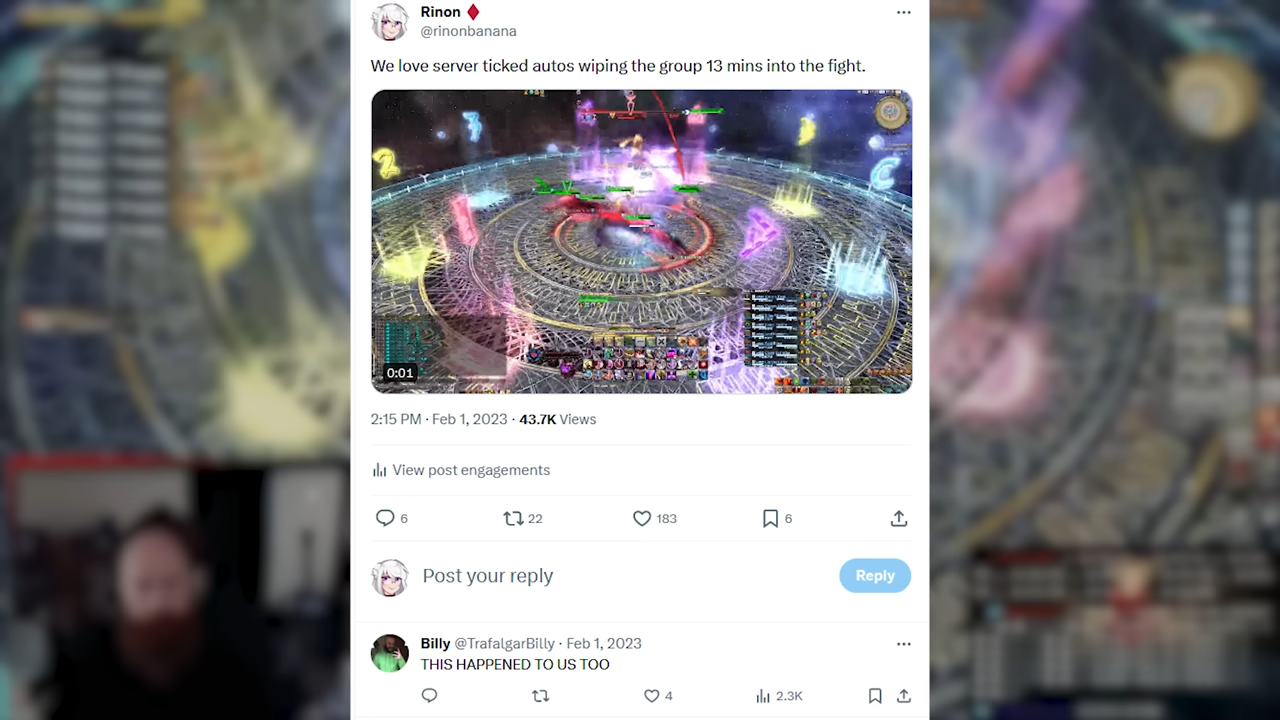 Rinon
@rinonbanana
We love server ticked autos wiping the group 13 mins into the fight.
0:01
2:15 PM · Feb 1, 2023 · 43.7K Views
View post engagements
6 22 183 6
Post your reply
Reply
Billy @TrafalgarBilly · Feb 1, 2023
THIS HAPPENED TO US TOO
4 2.3K